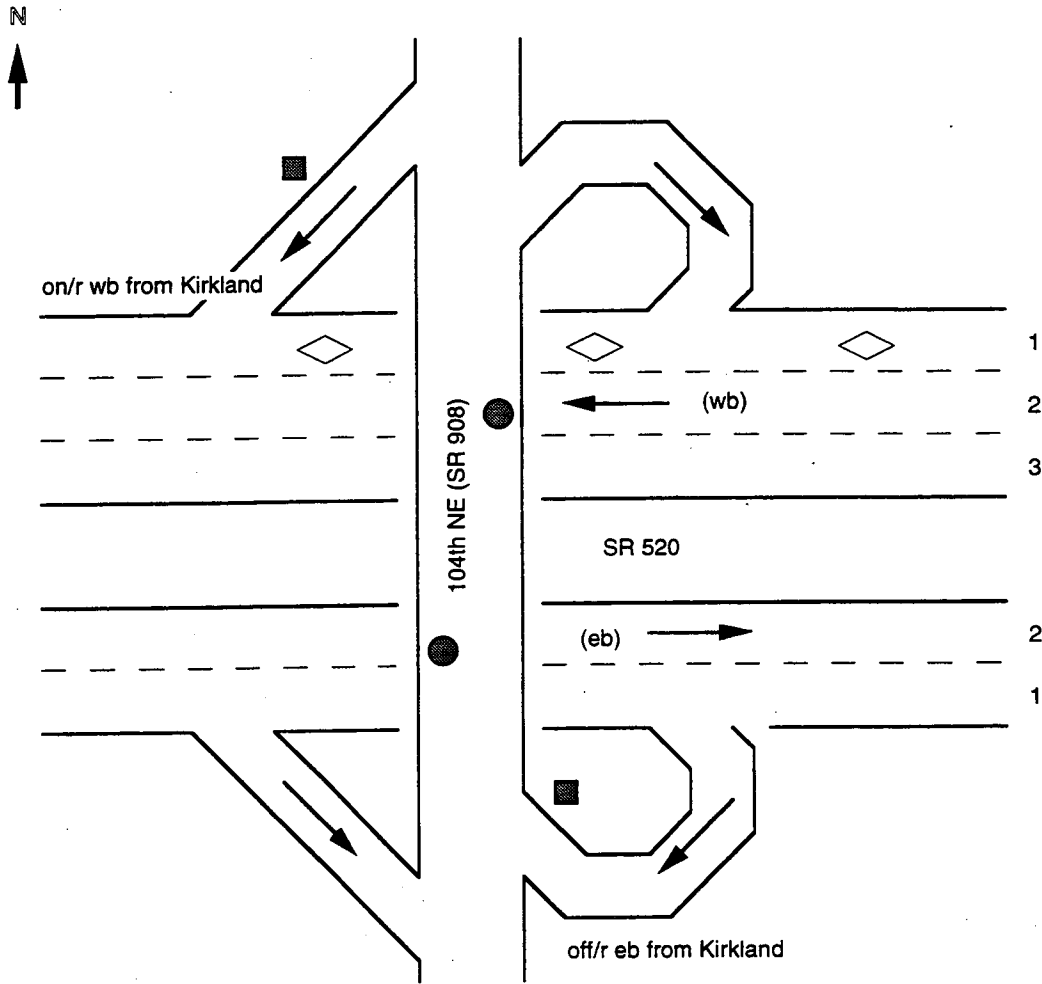 N
on/r wb from Kirkland
1
(wb)
2
104th NE (SR 908)
3
SR 520
(eb)
2
1
off/r eb from Kirkland